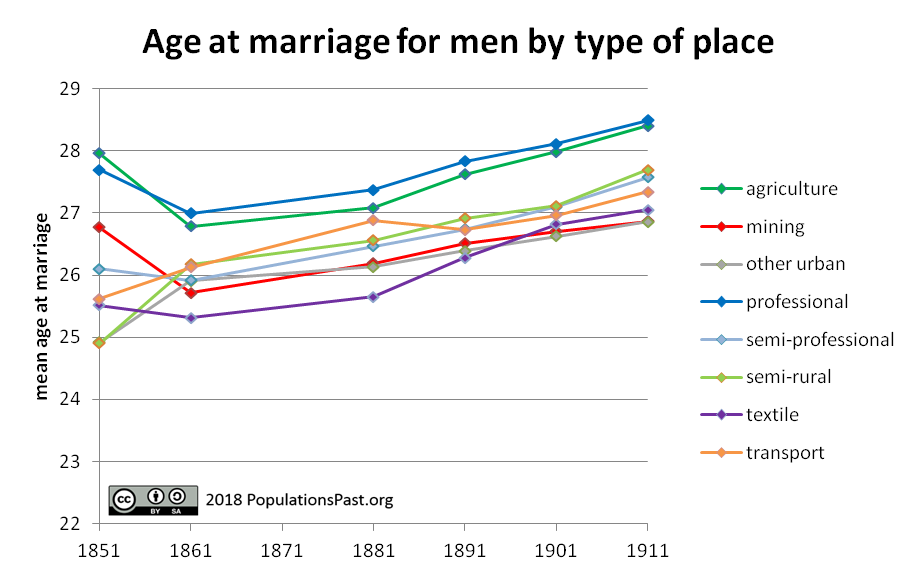 Age at marriage for men by type of place
mean age at marriage
29
28
27
26
25
24
23
22
1851
1861
1871
1881
1891
1901
1911
agriculture
mining
other urban
professional
semi-professional
semi-rural
textile
transport
cc
BY SA
2018 PopulationsPast.org